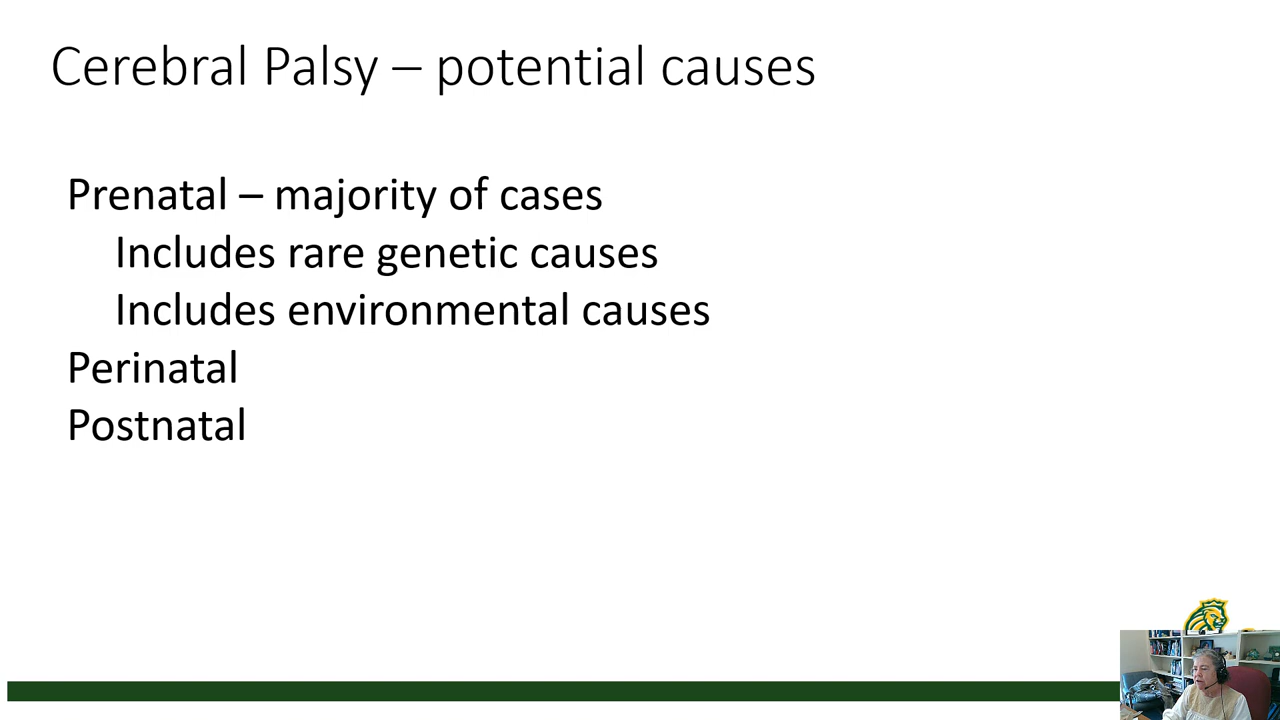 Cerebral Palsy – potential causes
Prenatal – majority of cases
Includes rare genetic causes
Includes environmental causes
Perinatal
Postnatal